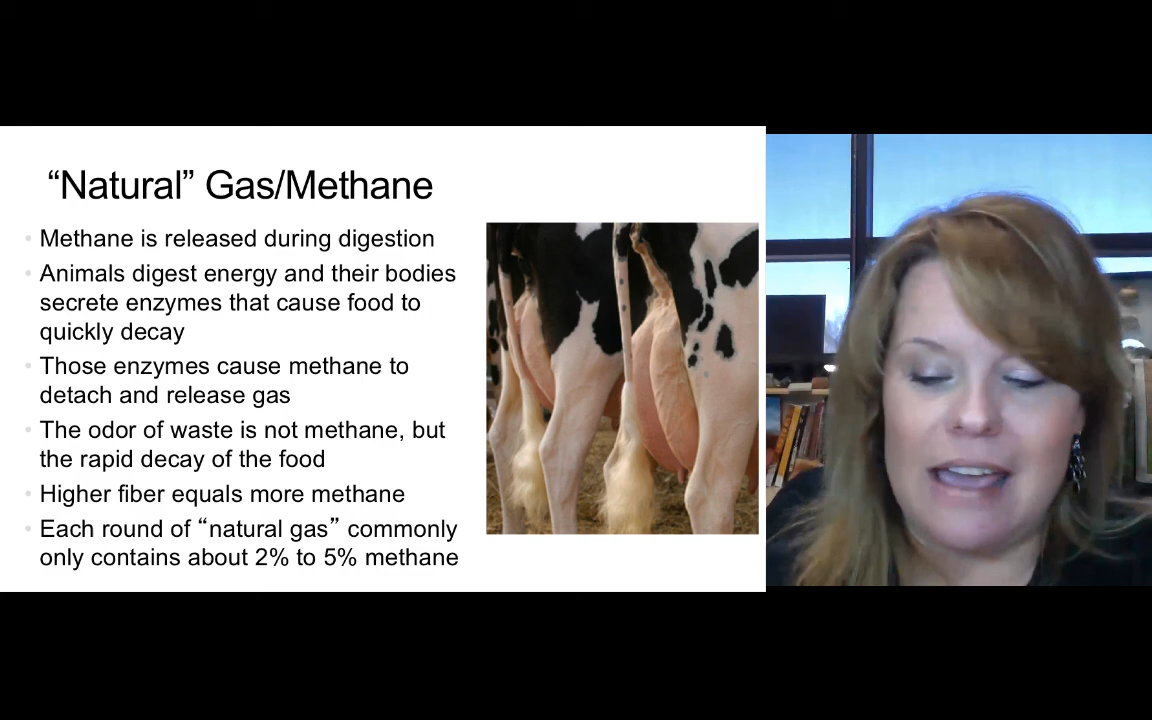 “Natural” Gas/Methane
• Methane is released during digestion
• Animals digest energy and their bodies
secrete enzymes that cause food to
quickly decay
• Those enzymes cause methane to
detach and release gas
• The odor of waste is not methane, but
the rapid decay of the food
• Higher fiber equals more methane
• Each round of “natural gas” commonly
only contains about 2% to 5% methane